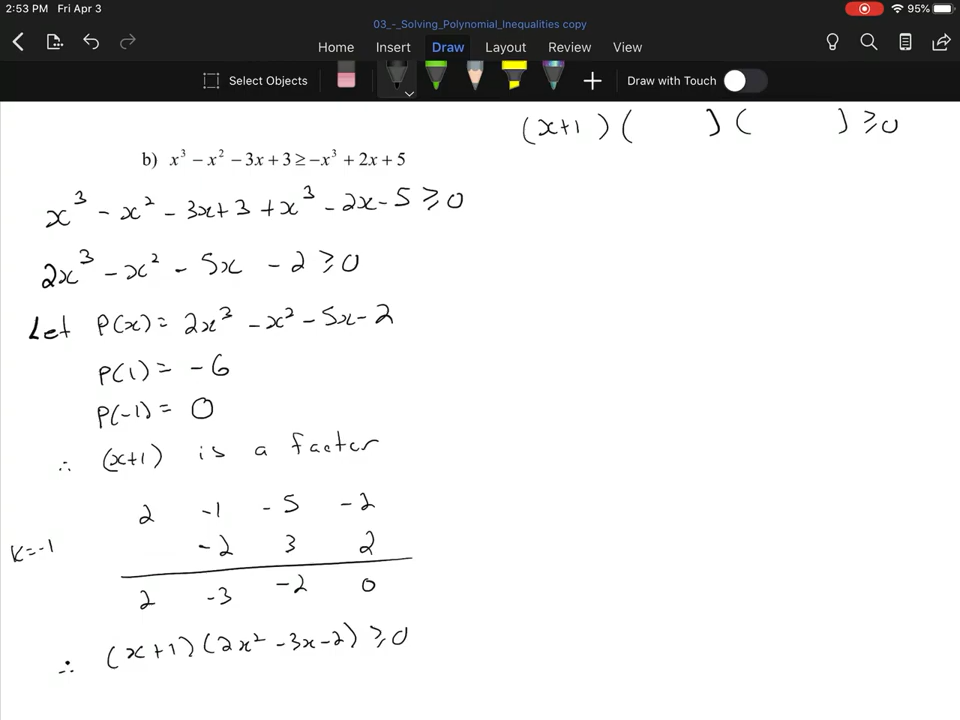 2:53 PM Fri Apr 3
95%
03_-_Solving_Polynomial_Inequalities copy
Home Insert Draw Layout Review View
Select Objects
Draw with Touch
(x+1)( )( ) ≥0
b) x³ − x² − 3x + 3 ≥ −x³ + 2x + 5
x³ - x² - 3x+3 +x³ - 2x-5 ≥0
2x³ -x² - 5x -2 ≥0
Let P(x)= 2x³ -x² -5x-2
P(1)= -6
P(-1)= 0
∴ (x+1) is a factor
2 -1 -5 -2
K=-1 -2 3 2
2 -3 -2 0
∴ (x+1)(2x² -3x-2) ≥0